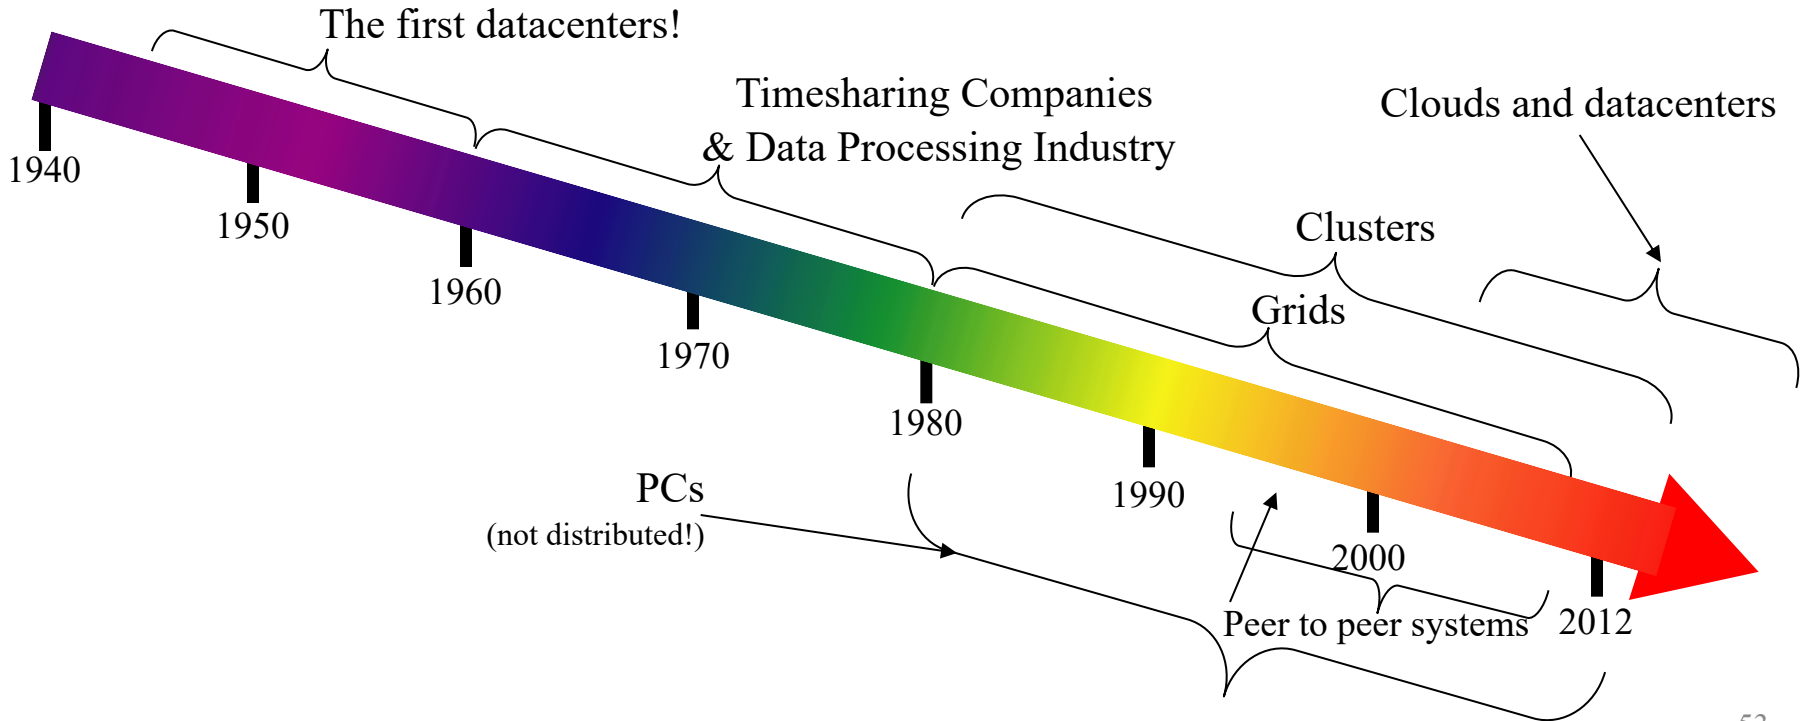 The first datacenters!
Timesharing Companies
& Data Processing Industry
Clouds and datacenters
Clusters
Grids
1940
1950
1960
1970
1980
1990
2000
2012
PCs
(not distributed!)
Peer to peer systems